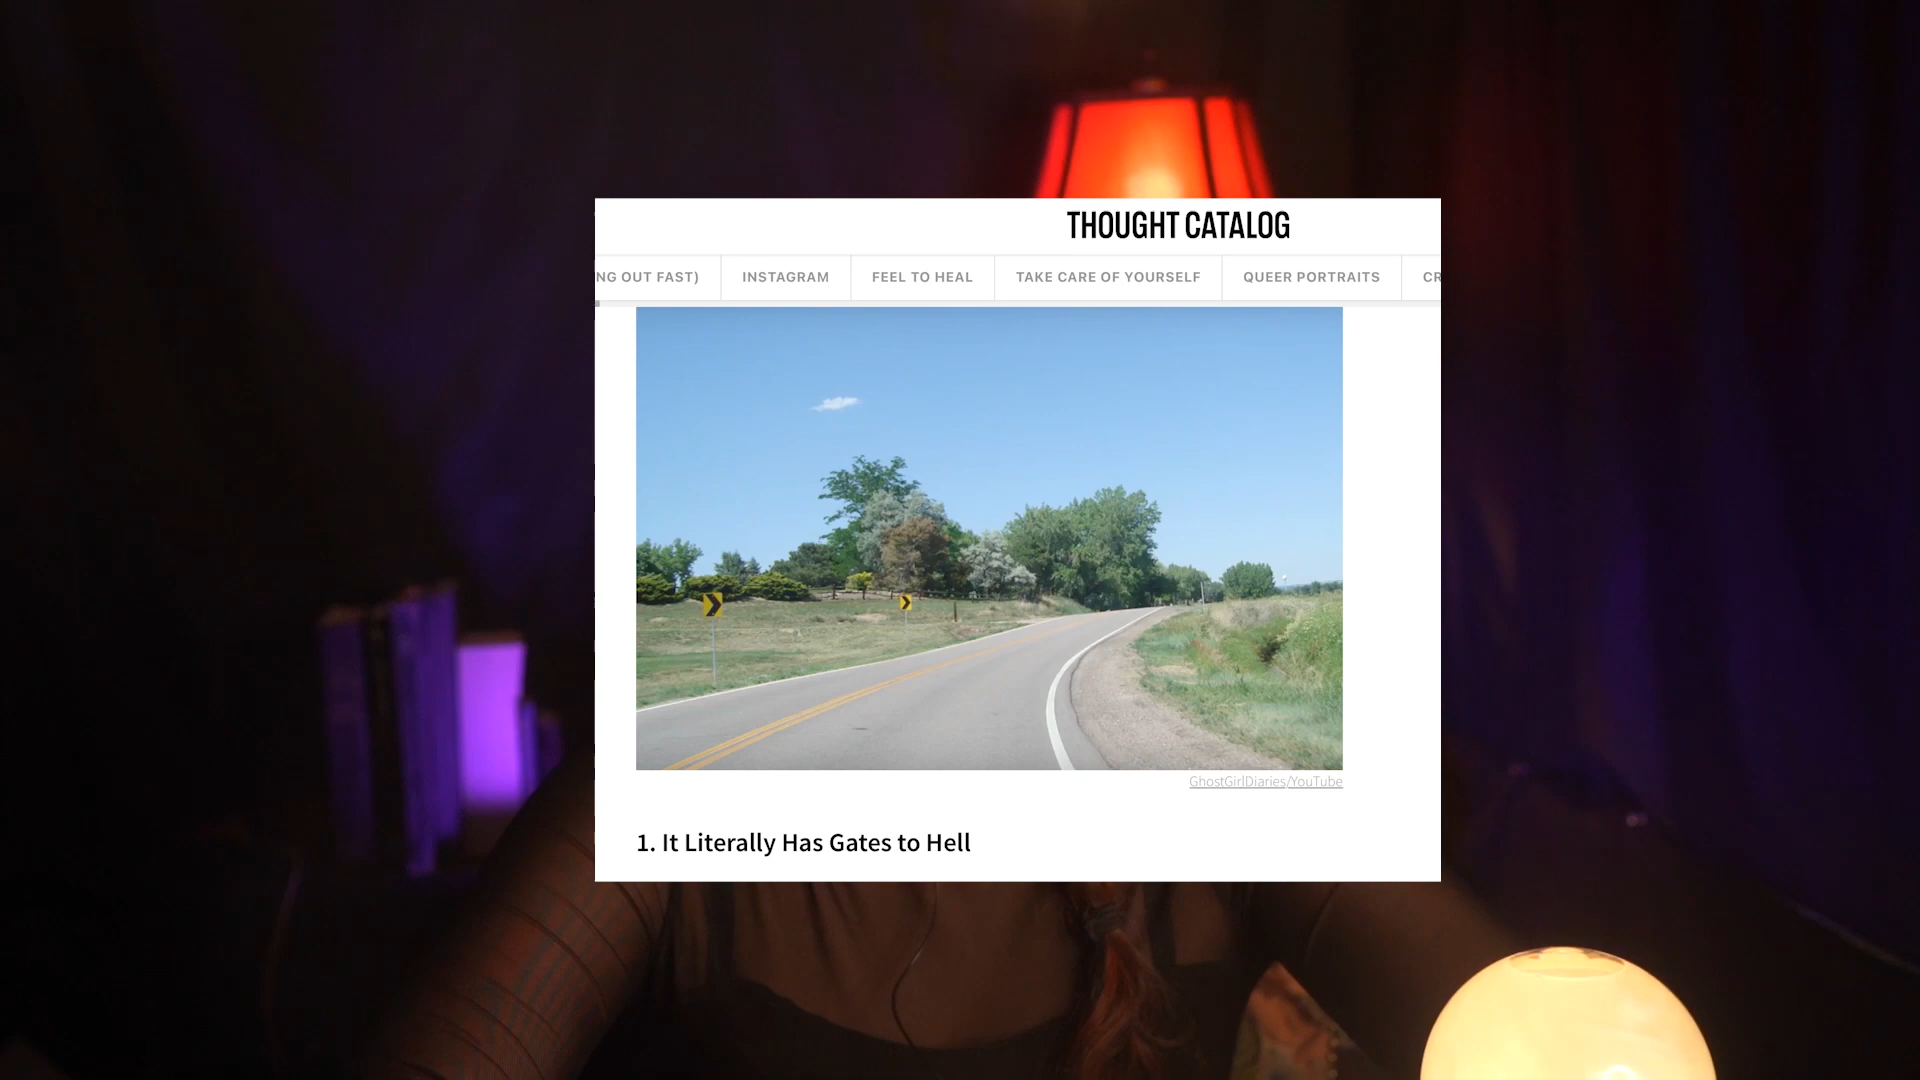 THOUGHT CATALOG
NG OUT FAST)
INSTAGRAM
FEEL TO HEAL
TAKE CARE OF YOURSELF
QUEER PORTRAITS
CR
GhostGirlDiaries/YouTube
1. It Literally Has Gates to Hell